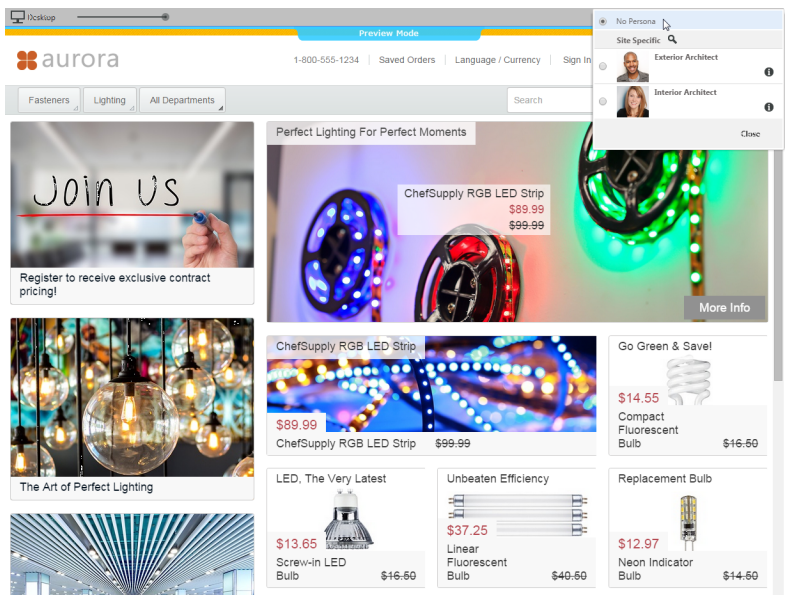 Desktop
Preview Mode
No Persona
Site Specific
Exterior Architect
Interior Architect
Close
aurora
1-800-555-1234
Saved Orders
Language / Currency
Sign In
Fasteners
Lighting
All Departments
Search
JOIN US
Register to receive exclusive contract
pricing!
The Art of Perfect Lighting
Perfect Lighting For Perfect Moments
ChefSupply RGB LED Strip
$89.99
$99.99
More Info
ChefSupply RGB LED Strip
$89.99
ChefSupply RGB LED Strip $99.99
Go Green & Save!
$14.55
Compact
Fluorescent
Bulb $16.50
LED, The Very Latest
$13.65
Screw-in LED
Bulb $16.50
Unbeaten Efficiency
$37.25
Linear
Fluorescent
Bulb $40.50
Replacement Bulb
$12.97
Neon Indicator
Bulb $14.50